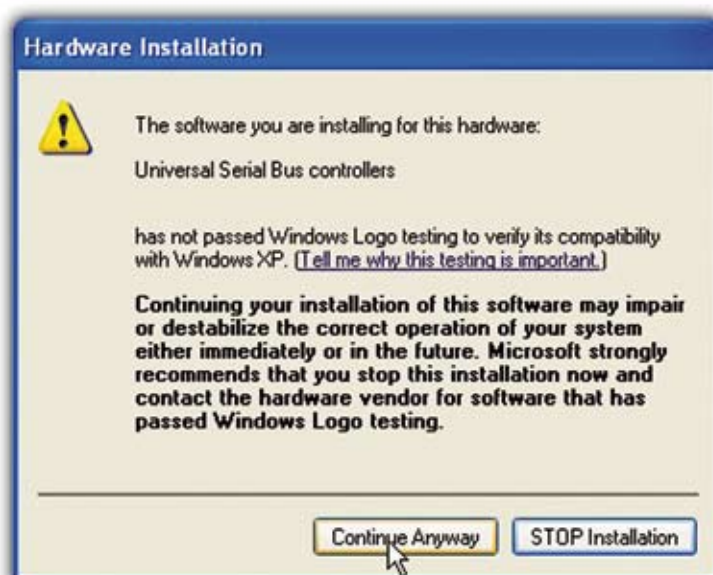 Hardware Installation
The software you are installing for this hardware:
Universal Serial Bus controllers
has not passed Windows Logo testing to verify its compatibility
with Windows XP. (Tell me why this testing is important.)
Continuing your installation of this software may impair
or destabilize the correct operation of your system
either immediately or in the future. Microsoft strongly
recommends that you stop this installation now and
contact the hardware vendor for software that has
passed Windows Logo testing.
Continue Anyway
STOP Installation